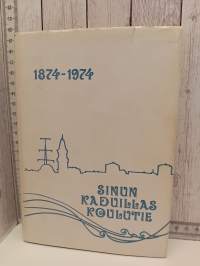 1874-1974
SINUN
KADUILLAS
KOULUTIE